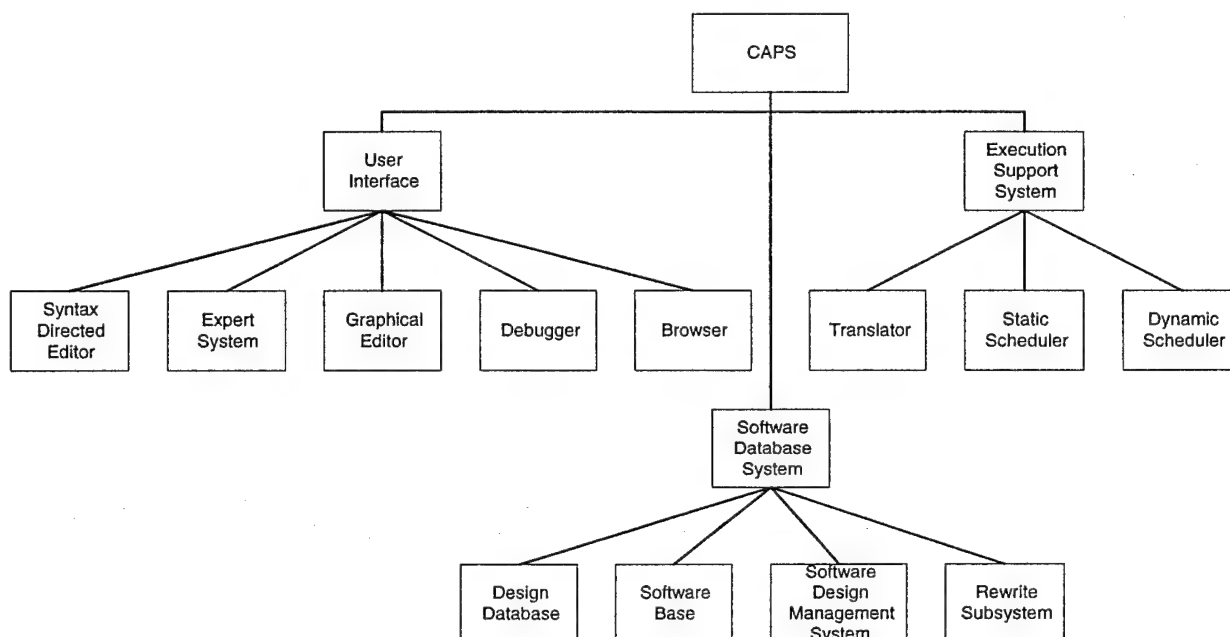 CAPS
User
Interface
Execution
Support
System
Syntax
Directed
Editor
Expert
System
Graphical
Editor
Debugger
Browser
Translator
Static
Scheduler
Dynamic
Scheduler
Software
Database
System
Design
Database
Software
Base
Software
Design
Management
System
Rewrite
Subsystem